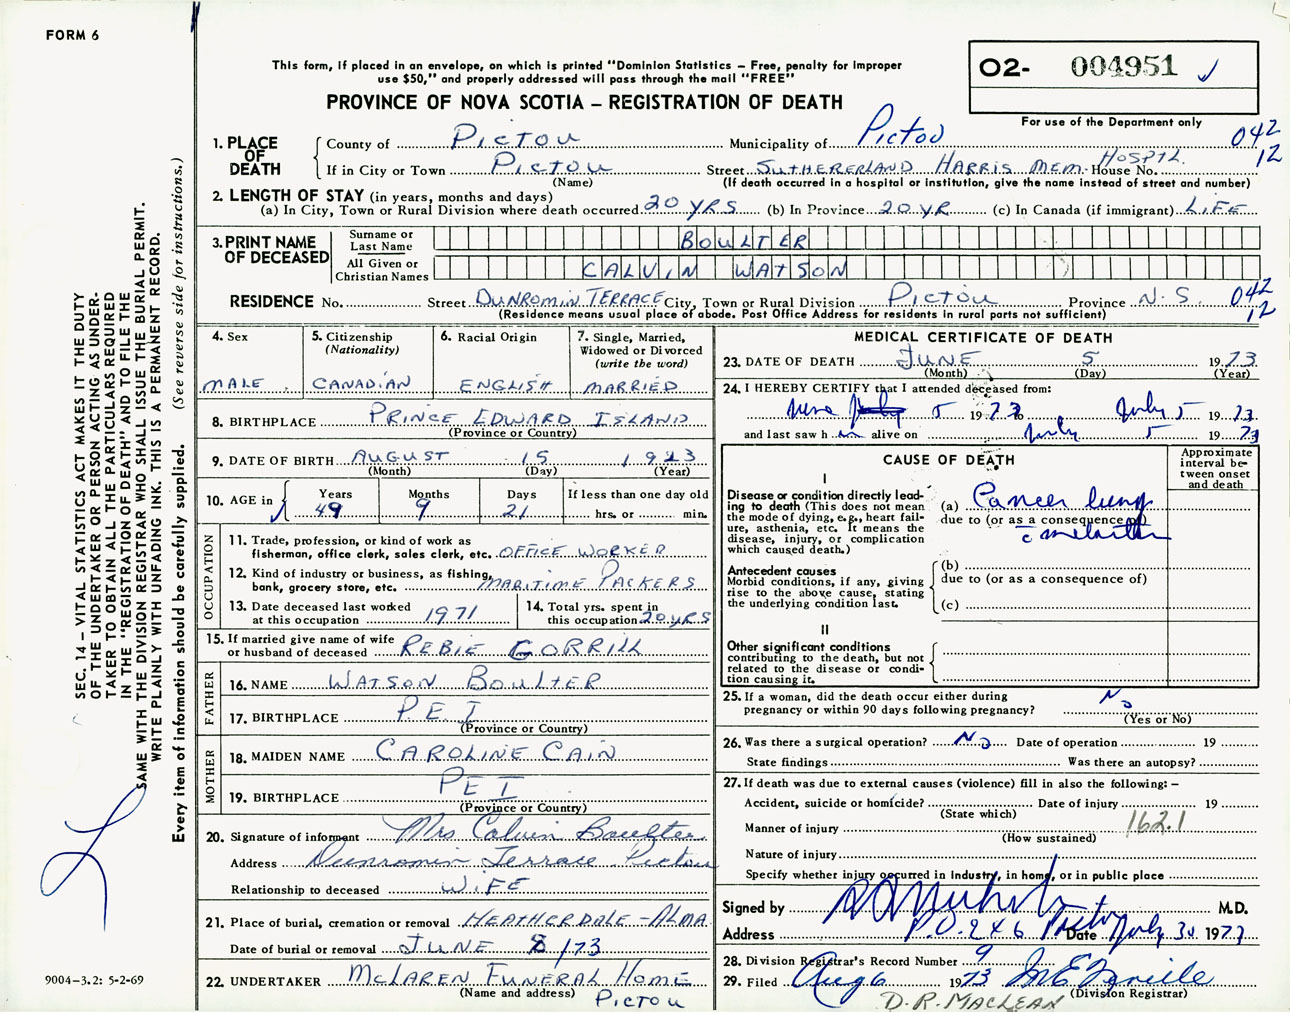 FORM 6
This form, if placed in an envelope, on which is printed "Dominion Statistics – Free, penalty for improper
use $50," and properly addressed will pass through the mail "FREE"
PROVINCE OF NOVA SCOTIA – REGISTRATION OF DEATH
O2- 004951 ✓
For use of the Department only
1. PLACE OF DEATH
County of Pictou Municipality of Pictou 042
If in City or Town Pictou Street SUTHERERLAND HARRIS MEM. HOSPTL. House No. 12
(Name) (If death occurred in a hospital or institution, give the name instead of street and number)
2. LENGTH OF STAY (in years, months and days)
(a) In City, Town or Rural Division where death occurred 20 YRS (b) In Province 20 YR (c) In Canada (if immigrant) LIFE
3. PRINT NAME OF DECEASED
Surname or Last Name BOULTER
All Given or Christian Names CALVIN WATSON
RESIDENCE No. Street DUNROMIN TERRACE City, Town or Rural Division PICTOU Province N.S. 042
(Residence means usual place of abode. Post Office Address for residents in rural parts not sufficient) 12
4. Sex MALE
5. Citizenship (Nationality) CANADIAN
6. Racial Origin ENGLISH
7. Single, Married, Widowed or Divorced (write the word) MARRIED
8. BIRTHPLACE PRINCE EDWARD ISLAND
(Province or Country)
9. DATE OF BIRTH AUGUST 15 1923
(Month) (Day) (Year)
10. AGE in Years 49 Months 9 Days 21 If less than one day old hrs. or min.
OCCUPATION
11. Trade, profession, or kind of work as
fisherman, office clerk, sales clerk, etc. OFFICE WORKER
12. Kind of industry or business, as fishing,
bank, grocery store, etc. MARITIME PACKERS
13. Date deceased last worked
at this occupation 1971
14. Total yrs. spent in
this occupation 20 YRS
15. If married give name of wife
or husband of deceased REBIE GORRILL
FATHER
16. NAME WATSON BOULTER
17. BIRTHPLACE P E I
(Province or Country)
MOTHER
18. MAIDEN NAME CAROLINE CAIN
19. BIRTHPLACE P E I
(Province or Country)
20. Signature of informant Mrs Calvin Boulter
Address Dunromin Terrace Pictou
Relationship to deceased WIFE
21. Place of burial, cremation or removal HEATHERDALE – ALMA
Date of burial or removal JUNE 8/73
22. UNDERTAKER McLAREN FUNERAL HOME
(Name and address) PICTOU
MEDICAL CERTIFICATE OF DEATH
23. DATE OF DEATH JUNE 5 1973
(Month) (Day) (Year)
24. I HEREBY CERTIFY that I attended deceased from:
June 5 1973 to July 5 1973
and last saw h im alive on July 5 1973
CAUSE OF DEATH
Approximate interval between onset and death
I
Disease or condition directly leading to death (This does not mean the mode of dying, e.g., heart failure, asthenia, etc. It means the disease, injury, or complication which caused death.)
(a) Cancer lung
due to (or as a consequence of)
Antecedent causes
Morbid conditions, if any, giving rise to the above cause, stating the underlying condition last.
(b)
due to (or as a consequence of)
(c)
II
Other significant conditions
contributing to the death, but not related to the disease or condition causing it.
25. If a woman, did the death occur either during
pregnancy or within 90 days following pregnancy? No
(Yes or No)
26. Was there a surgical operation? No Date of operation 19
State findings Was there an autopsy?
27. If death was due to external causes (violence) fill in also the following: –
Accident, suicide or homicide? Date of injury 19
(State which)
Manner of injury 162.1
(How sustained)
Nature of injury
Specify whether injury occurred in Industry, in home, or in public place
Signed by M.D.
Address P.O. 246 Pictou Date July 30 1973
28. Division Registrar's Record Number 9
29. Filed Aug 6 1973
(Division Registrar)
D.R. MACLEAN
SEC. 14 – VITAL STATISTICS ACT MAKES IT THE DUTY
OF THE UNDERTAKER OR PERSON ACTING AS UNDER-
TAKER TO OBTAIN ALL THE PARTICULARS REQUIRED
IN THE "REGISTRATION OF DEATH" AND TO FILE THE
SAME WITH THE DIVISION REGISTRAR WHO SHALL ISSUE THE BURIAL PERMIT.
WRITE PLAINLY WITH UNFADING INK. THIS IS A PERMANENT RECORD.
Every item of information should be carefully supplied. (See reverse side for instructions.)
9004-3.2: 5-2-69